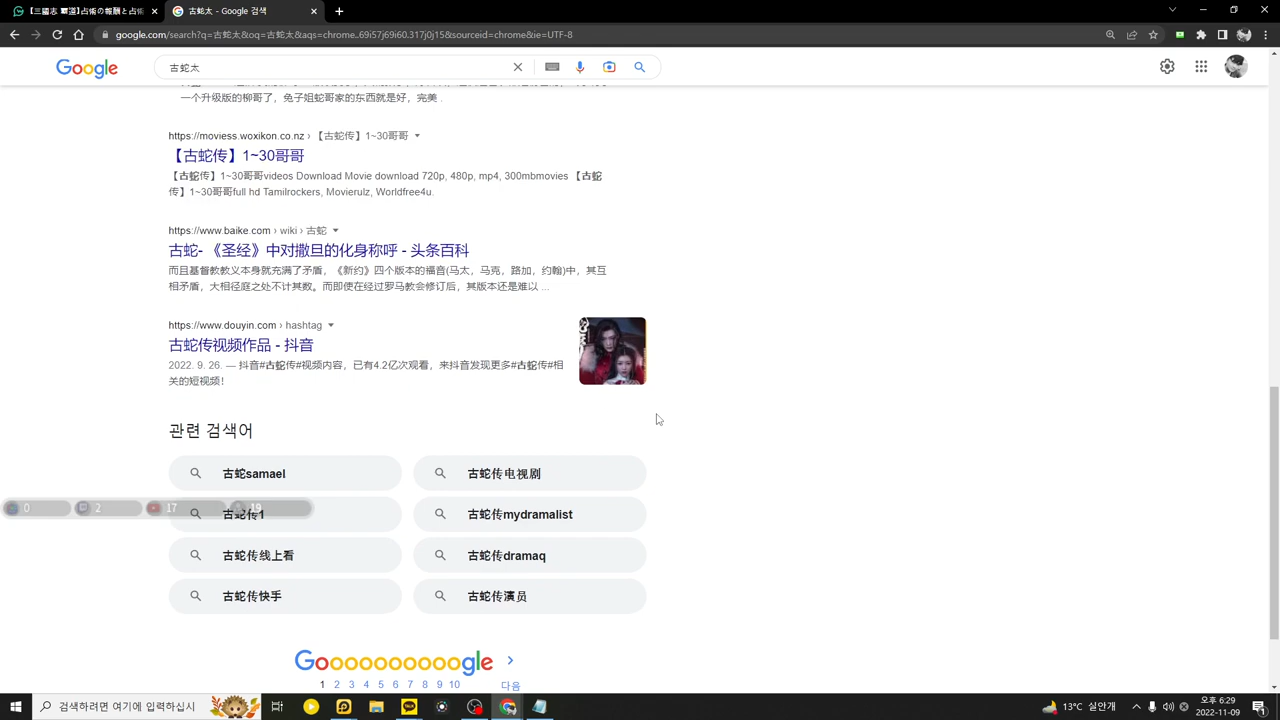 【三國志 戰選】占術の報酬と占術
古蛇太 - Google 검색
google.com/search?q=古蛇太&oq=古蛇太&aqs=chrome..69i57j69i60.317j0j15&sourceid=chrome&ie=UTF-8
Google
古蛇太
一个升级版的柳哥了，兔子姐蛇哥家的东西就是好，完美 .
https://moviess.woxikon.co.nz › 【古蛇传】1~30哥哥
【古蛇传】1~30哥哥
【古蛇传】1~30哥哥videos Download Movie download 720p, 480p, mp4, 300mbmovies 【古蛇
传】1~30哥哥full hd Tamilrockers, Movierulz, Worldfree4u.
https://www.baike.com › wiki › 古蛇
古蛇- 《圣经》中对撒旦的化身称呼 - 头条百科
而且基督教教义本身就充满了矛盾，《新约》四个版本的福音(马太，马克，路加，约翰)中，其互
相矛盾，大相径庭之处不计其数。而即使在经过罗马教会修订后，其版本还是难以 ...
https://www.douyin.com › hashtag
古蛇传视频作品 - 抖音
2022. 9. 26. — 抖音#古蛇传#视频内容，已有4.2亿次观看，来抖音发现更多#古蛇传#相
关的短视频！
관련 검색어
古蛇samael
古蛇传电视剧
0
2
17
19
古蛇传1
古蛇传mydramalist
古蛇传线上看
古蛇传dramaq
古蛇传快手
古蛇传演员
Goooooooooogle
1 2 3 4 5 6 7 8 9 10
다음
검색하려면 여기에 입력하십시
13°C 실안개
오후 6:29
2022-11-09